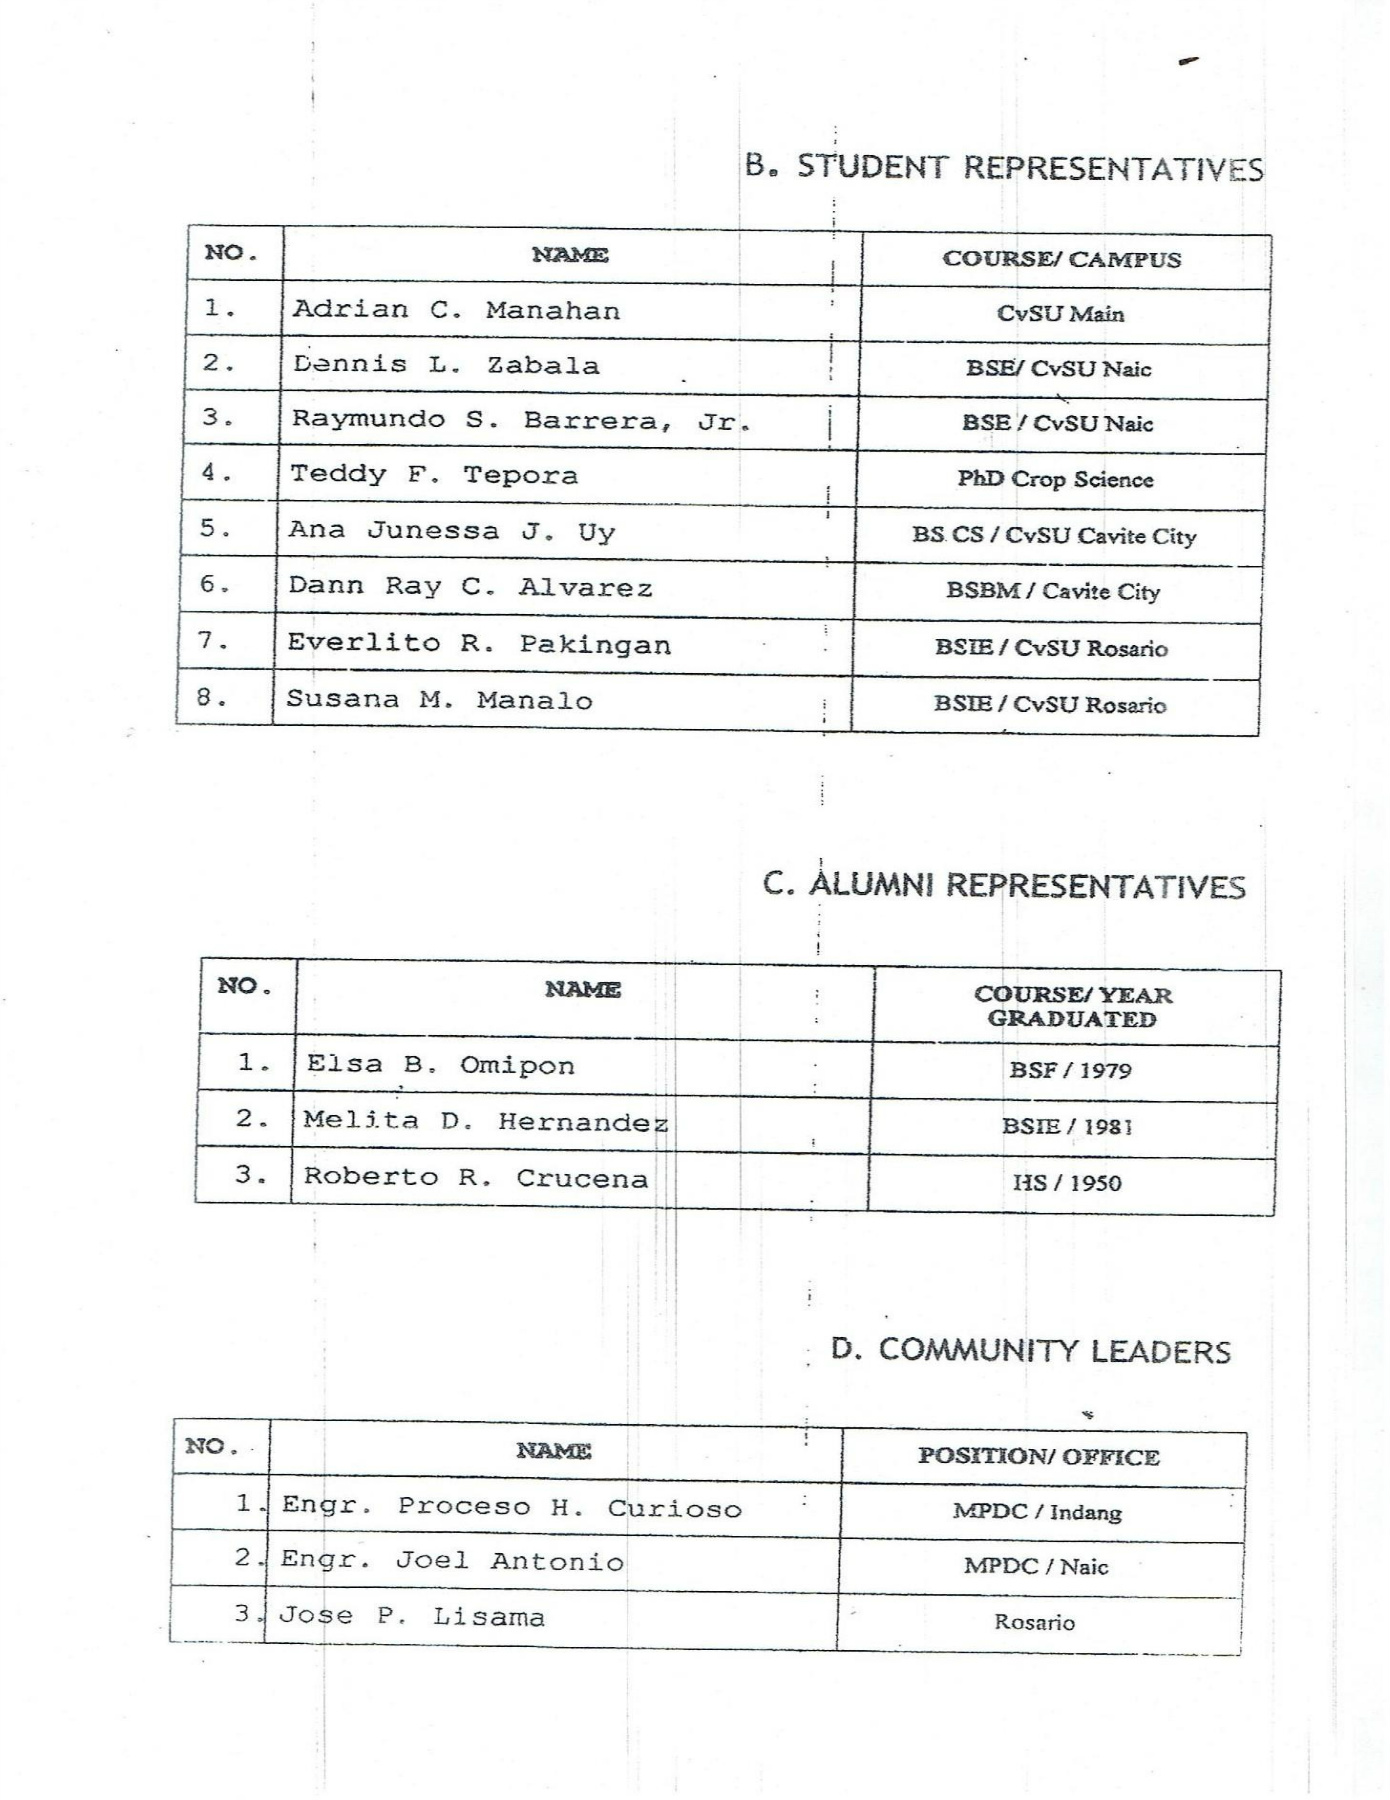 B. STUDENT REPRESENTATIVES
NO. NAME COURSE/ CAMPUS
1. Adrian C. Manahan CvSU Main
2. Dennis L. Zabala BSE/ CvSU Naic
3. Raymundo S. Barrera, Jr. BSE / CvSU Naic
4. Teddy F. Tepora PhD Crop Science
5. Ana Junessa J. Uy BS CS / CvSU Cavite City
6. Dann Ray C. Alvarez BSBM / Cavite City
7. Everlito R. Pakingan BSIE / CvSU Rosario
8. Susana M. Manalo BSIE / CvSU Rosario
C. ALUMNI REPRESENTATIVES
NO. NAME COURSE/ YEAR
GRADUATED
1. Elsa B. Omipon BSF / 1979
2. Melita D. Hernandez BSIE / 1981
3. Roberto R. Crucena HS / 1950
D. COMMUNITY LEADERS
NO. NAME POSITION/ OFFICE
1. Engr. Proceso H. Curioso MPDC / Indang
2. Engr. Joel Antonio MPDC / Naic
3. Jose P. Lisama Rosario